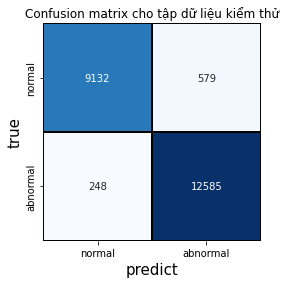 Confusion matrix cho tập dữ liệu kiểm thử
true
normal
9132 579
abnormal
248 12585
normal abnormal
predict